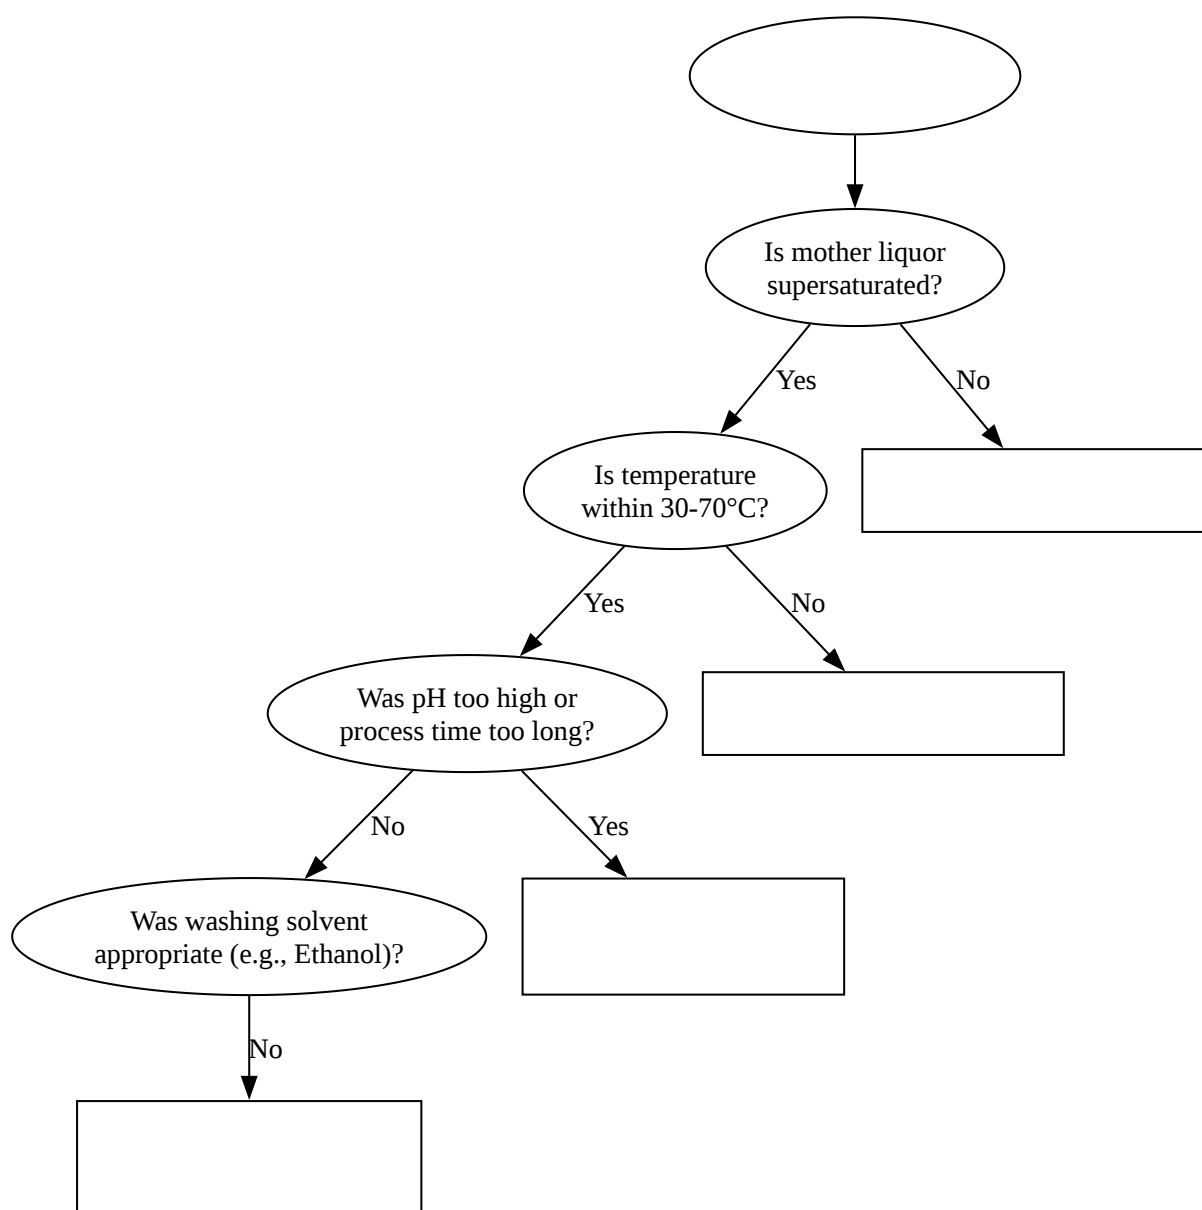 Is mother liquor
supersaturated?
Yes
No
Is temperature
within 30-70°C?
Yes
No
Was pH too high or
process time too long?
No
Yes
Was washing solvent
appropriate (e.g., Ethanol)?
No